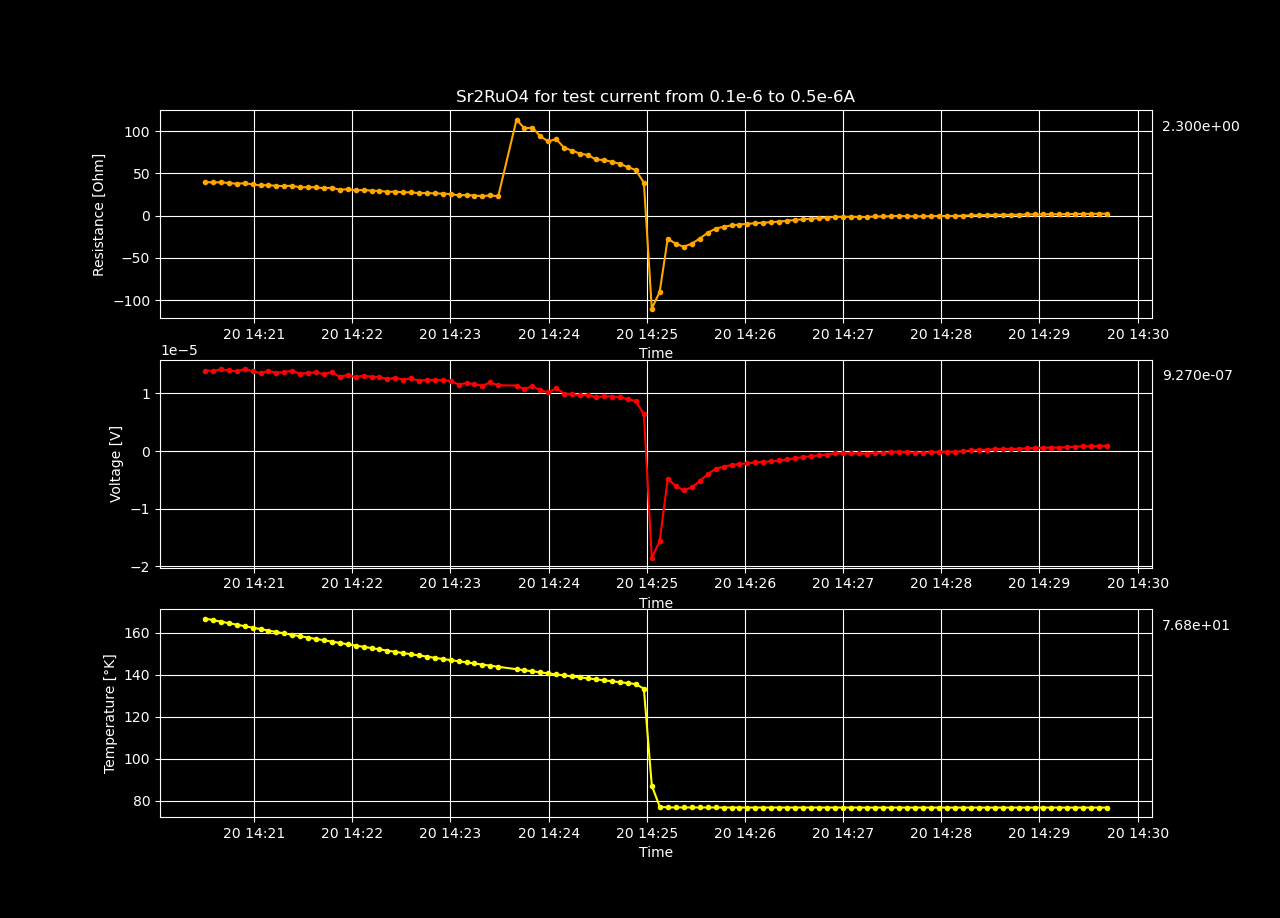 Sr2RuO4 for test current from 0.1e-6 to 0.5e-6A
2.300e+00
Resistance [Ohm]
100
50
0
−50
−100
20 14:21 20 14:22 20 14:23 20 14:24 20 14:25 20 14:26 20 14:27 20 14:28 20 14:29 20 14:30
Time
1e−5
9.270e-07
Voltage [V]
1
0
−1
−2
20 14:21 20 14:22 20 14:23 20 14:24 20 14:25 20 14:26 20 14:27 20 14:28 20 14:29 20 14:30
Time
7.68e+01
Temperature [°K]
160
140
120
100
80
20 14:21 20 14:22 20 14:23 20 14:24 20 14:25 20 14:26 20 14:27 20 14:28 20 14:29 20 14:30
Time